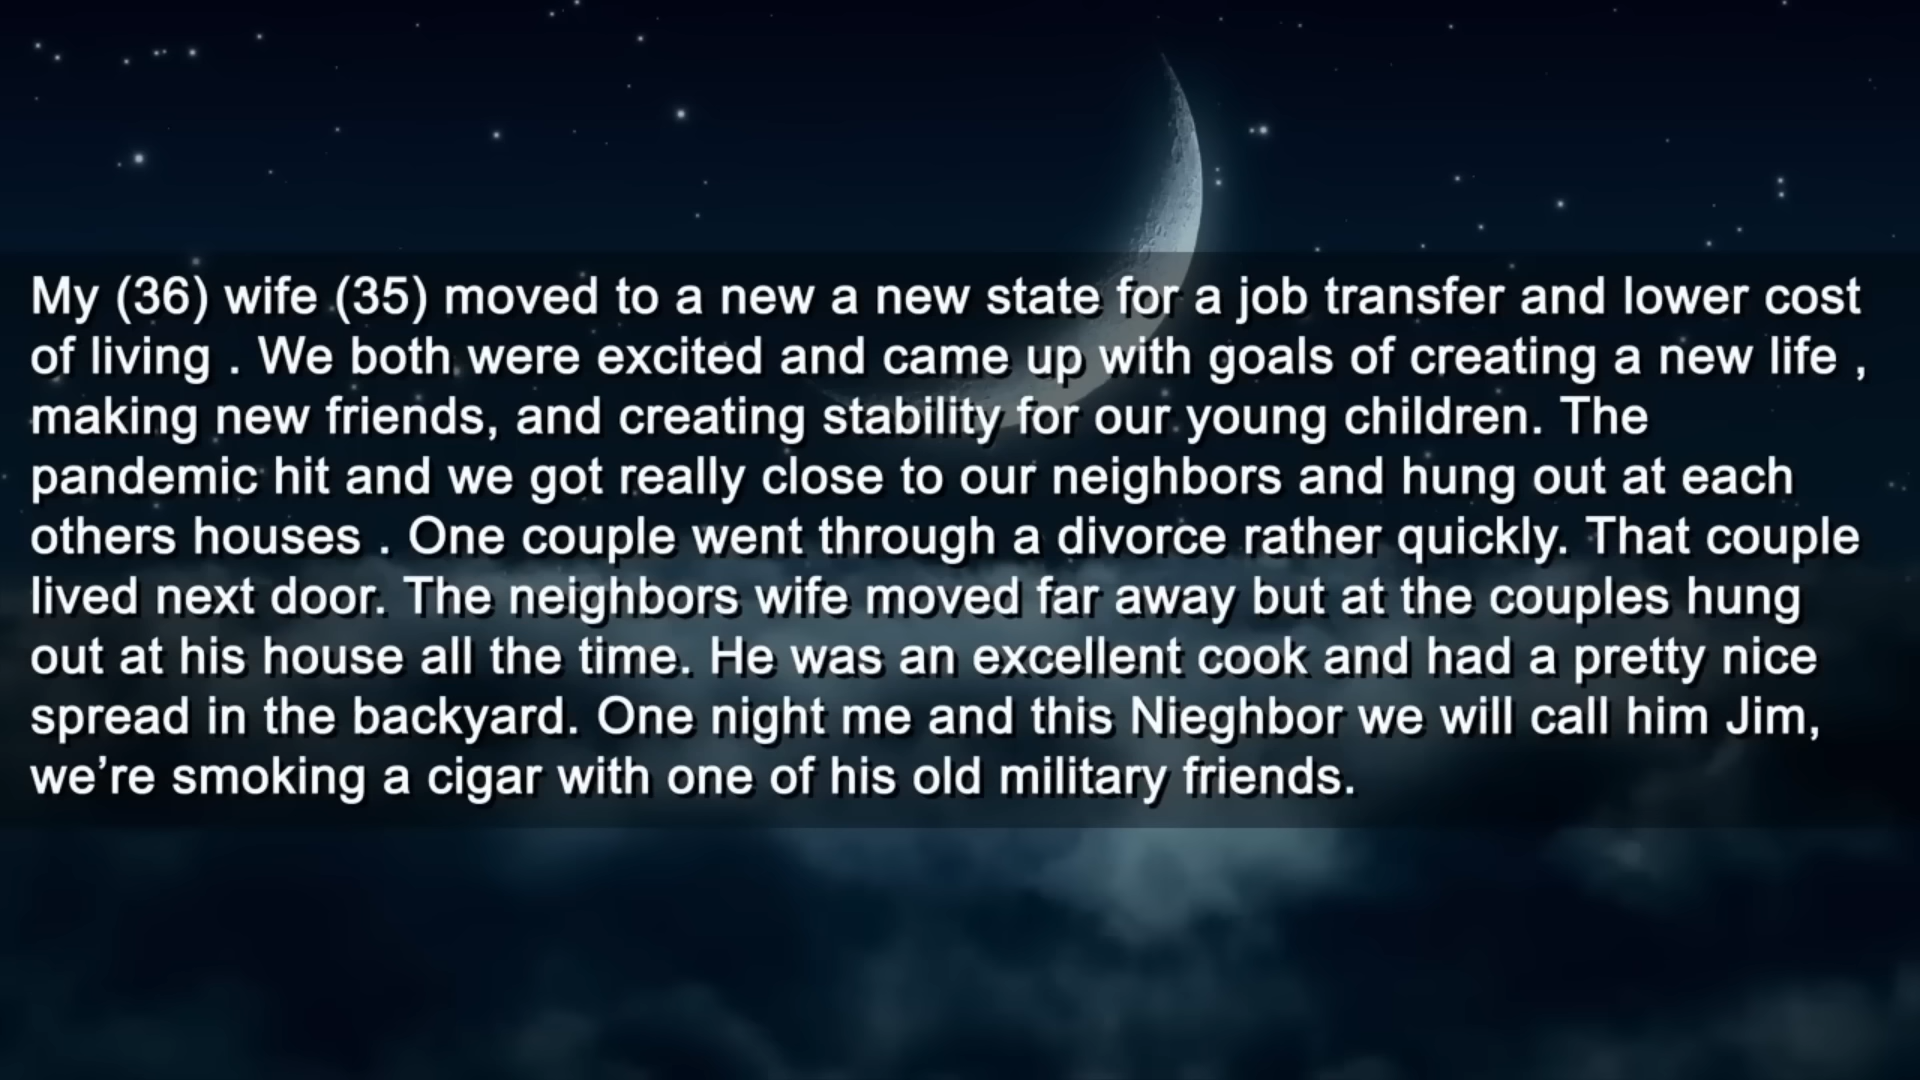 My (36) wife (35) moved to a new a new state for a job transfer and lower cost
of living . We both were excited and came up with goals of creating a new life ,
making new friends, and creating stability for our young children. The
pandemic hit and we got really close to our neighbors and hung out at each
others houses . One couple went through a divorce rather quickly. That couple
lived next door. The neighbors wife moved far away but at the couples hung
out at his house all the time. He was an excellent cook and had a pretty nice
spread in the backyard. One night me and this Nieghbor we will call him Jim,
we’re smoking a cigar with one of his old military friends.